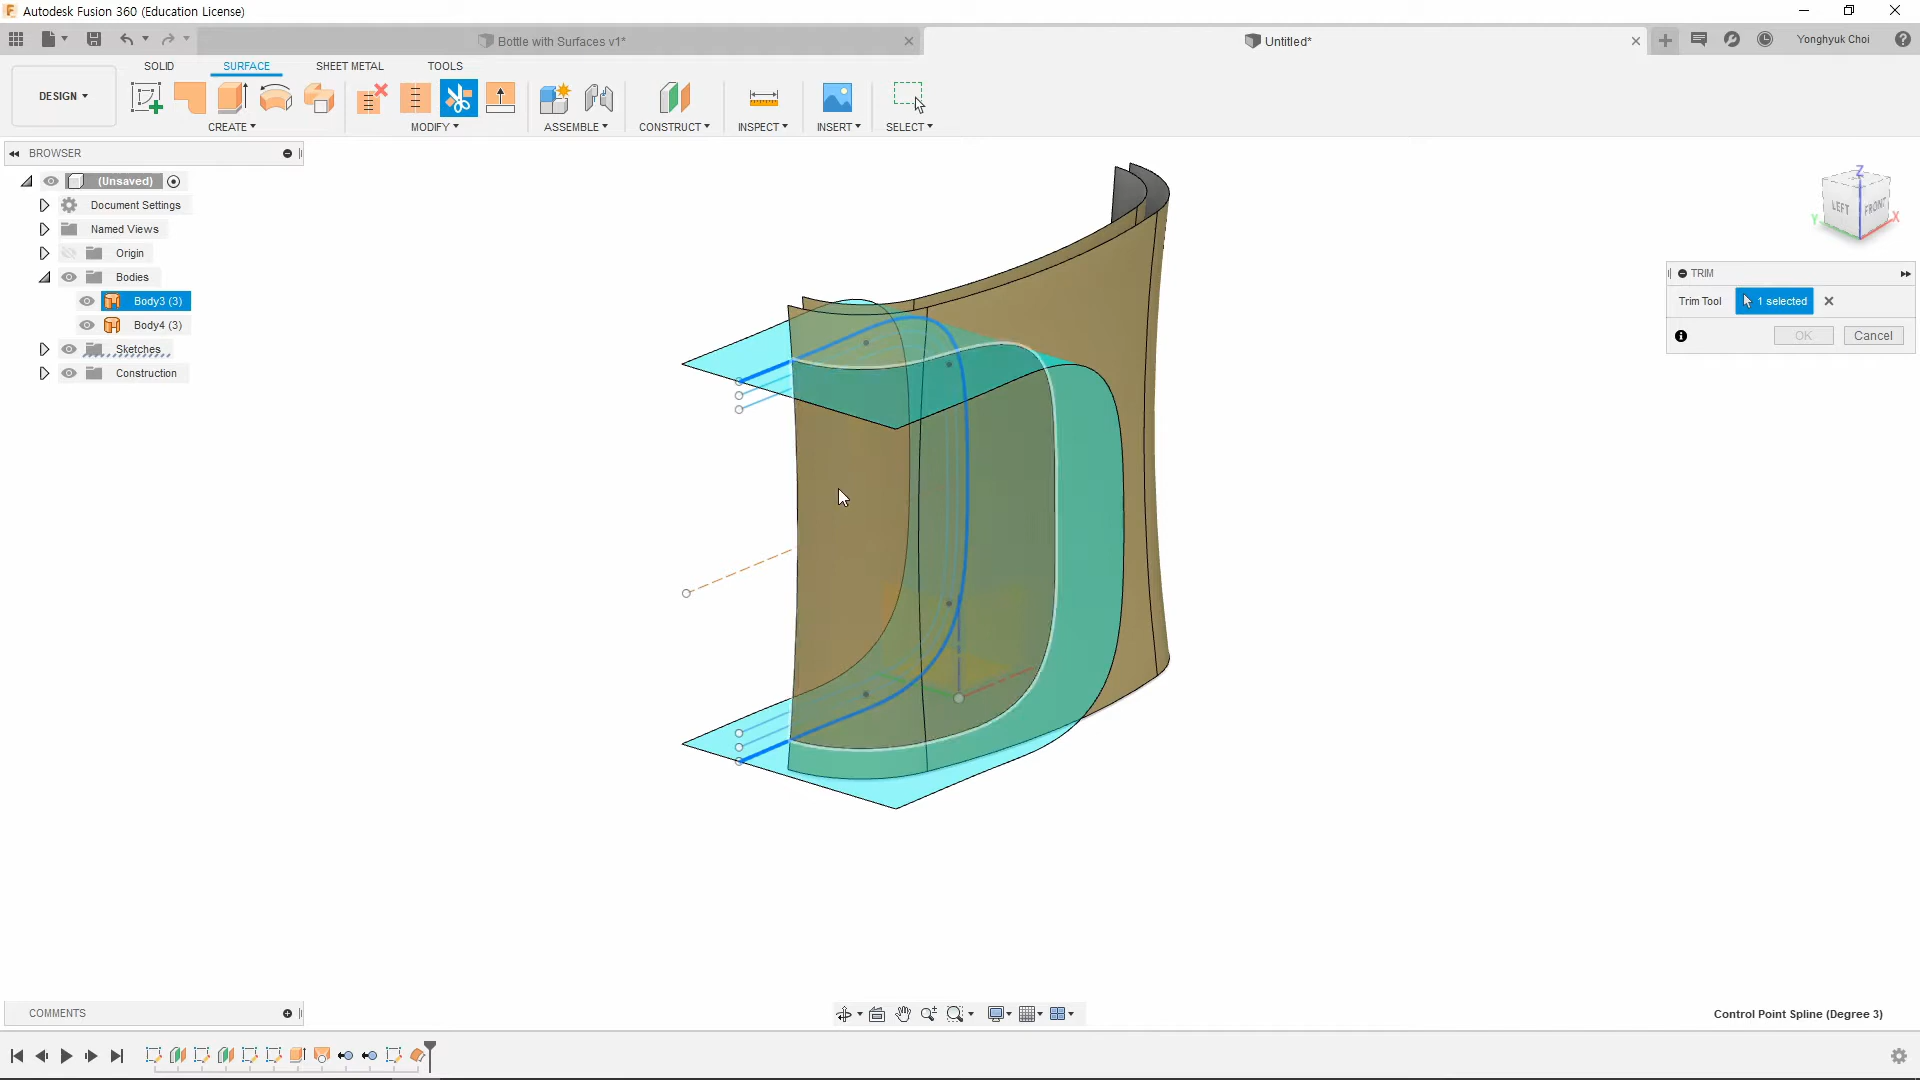 Autodesk Fusion 360 (Education License)
Bottle with Surfaces v1*
Untitled*
Yonghyuk Choi
DESIGN
SOLID
SURFACE
SHEET METAL
TOOLS
CREATE
MODIFY
ASSEMBLE
CONSTRUCT
INSPECT
INSERT
SELECT
BROWSER
(Unsaved)
Document Settings
Named Views
Origin
Bodies
Body3 (3)
Body4 (3)
Sketches
Construction
Z
LEFT
FRONT
Y
X
TRIM
Trim Tool
1 selected
OK
Cancel
COMMENTS
Control Point Spline (Degree 3)